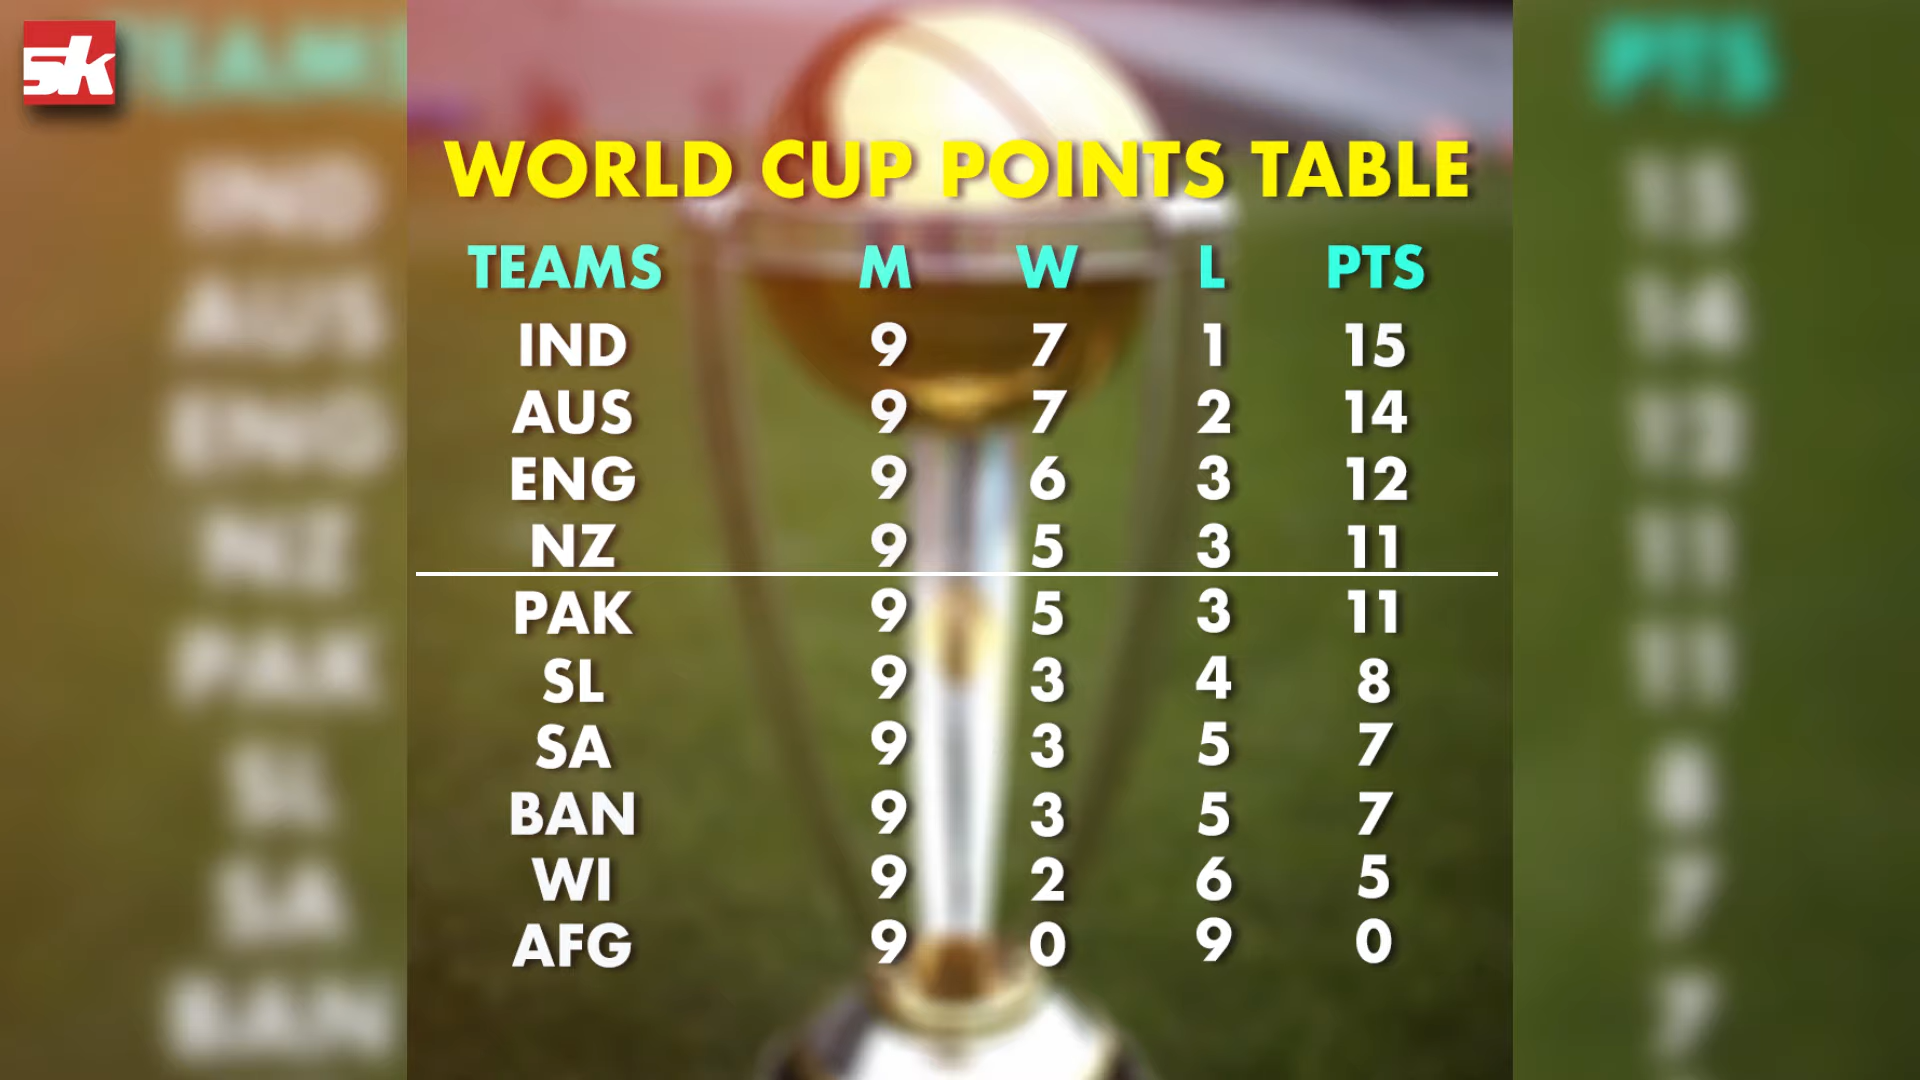 sk
WORLD CUP POINTS TABLE
TEAMS M W L PTS
IND 9 7 1 15
AUS 9 7 2 14
ENG 9 6 3 12
NZ 9 5 3 11
PAK 9 5 3 11
SL 9 3 4 8
SA 9 3 5 7
BAN 9 3 5 7
WI 9 2 6 5
AFG 9 0 9 0